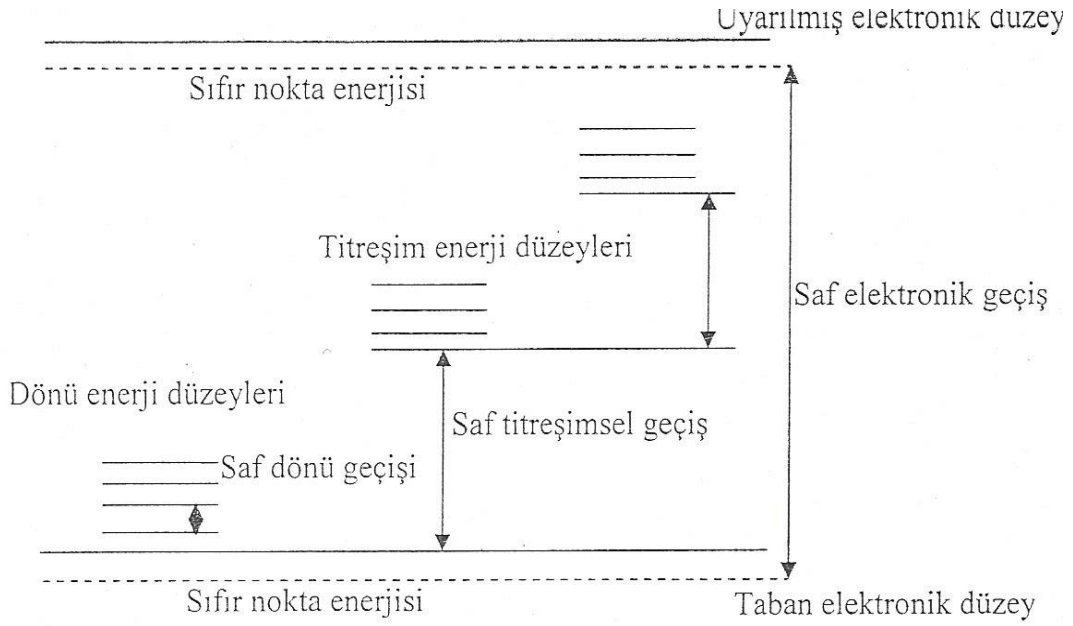 Uyarılmış elektronik düzey
Sıfır nokta enerjisi
Titreşim enerji düzeyleri
Saf elektronik geçiş
Dönü enerji düzeyleri
Saf titreşimsel geçiş
Saf dönü geçişi
Sıfır nokta enerjisi
Taban elektronik düzey